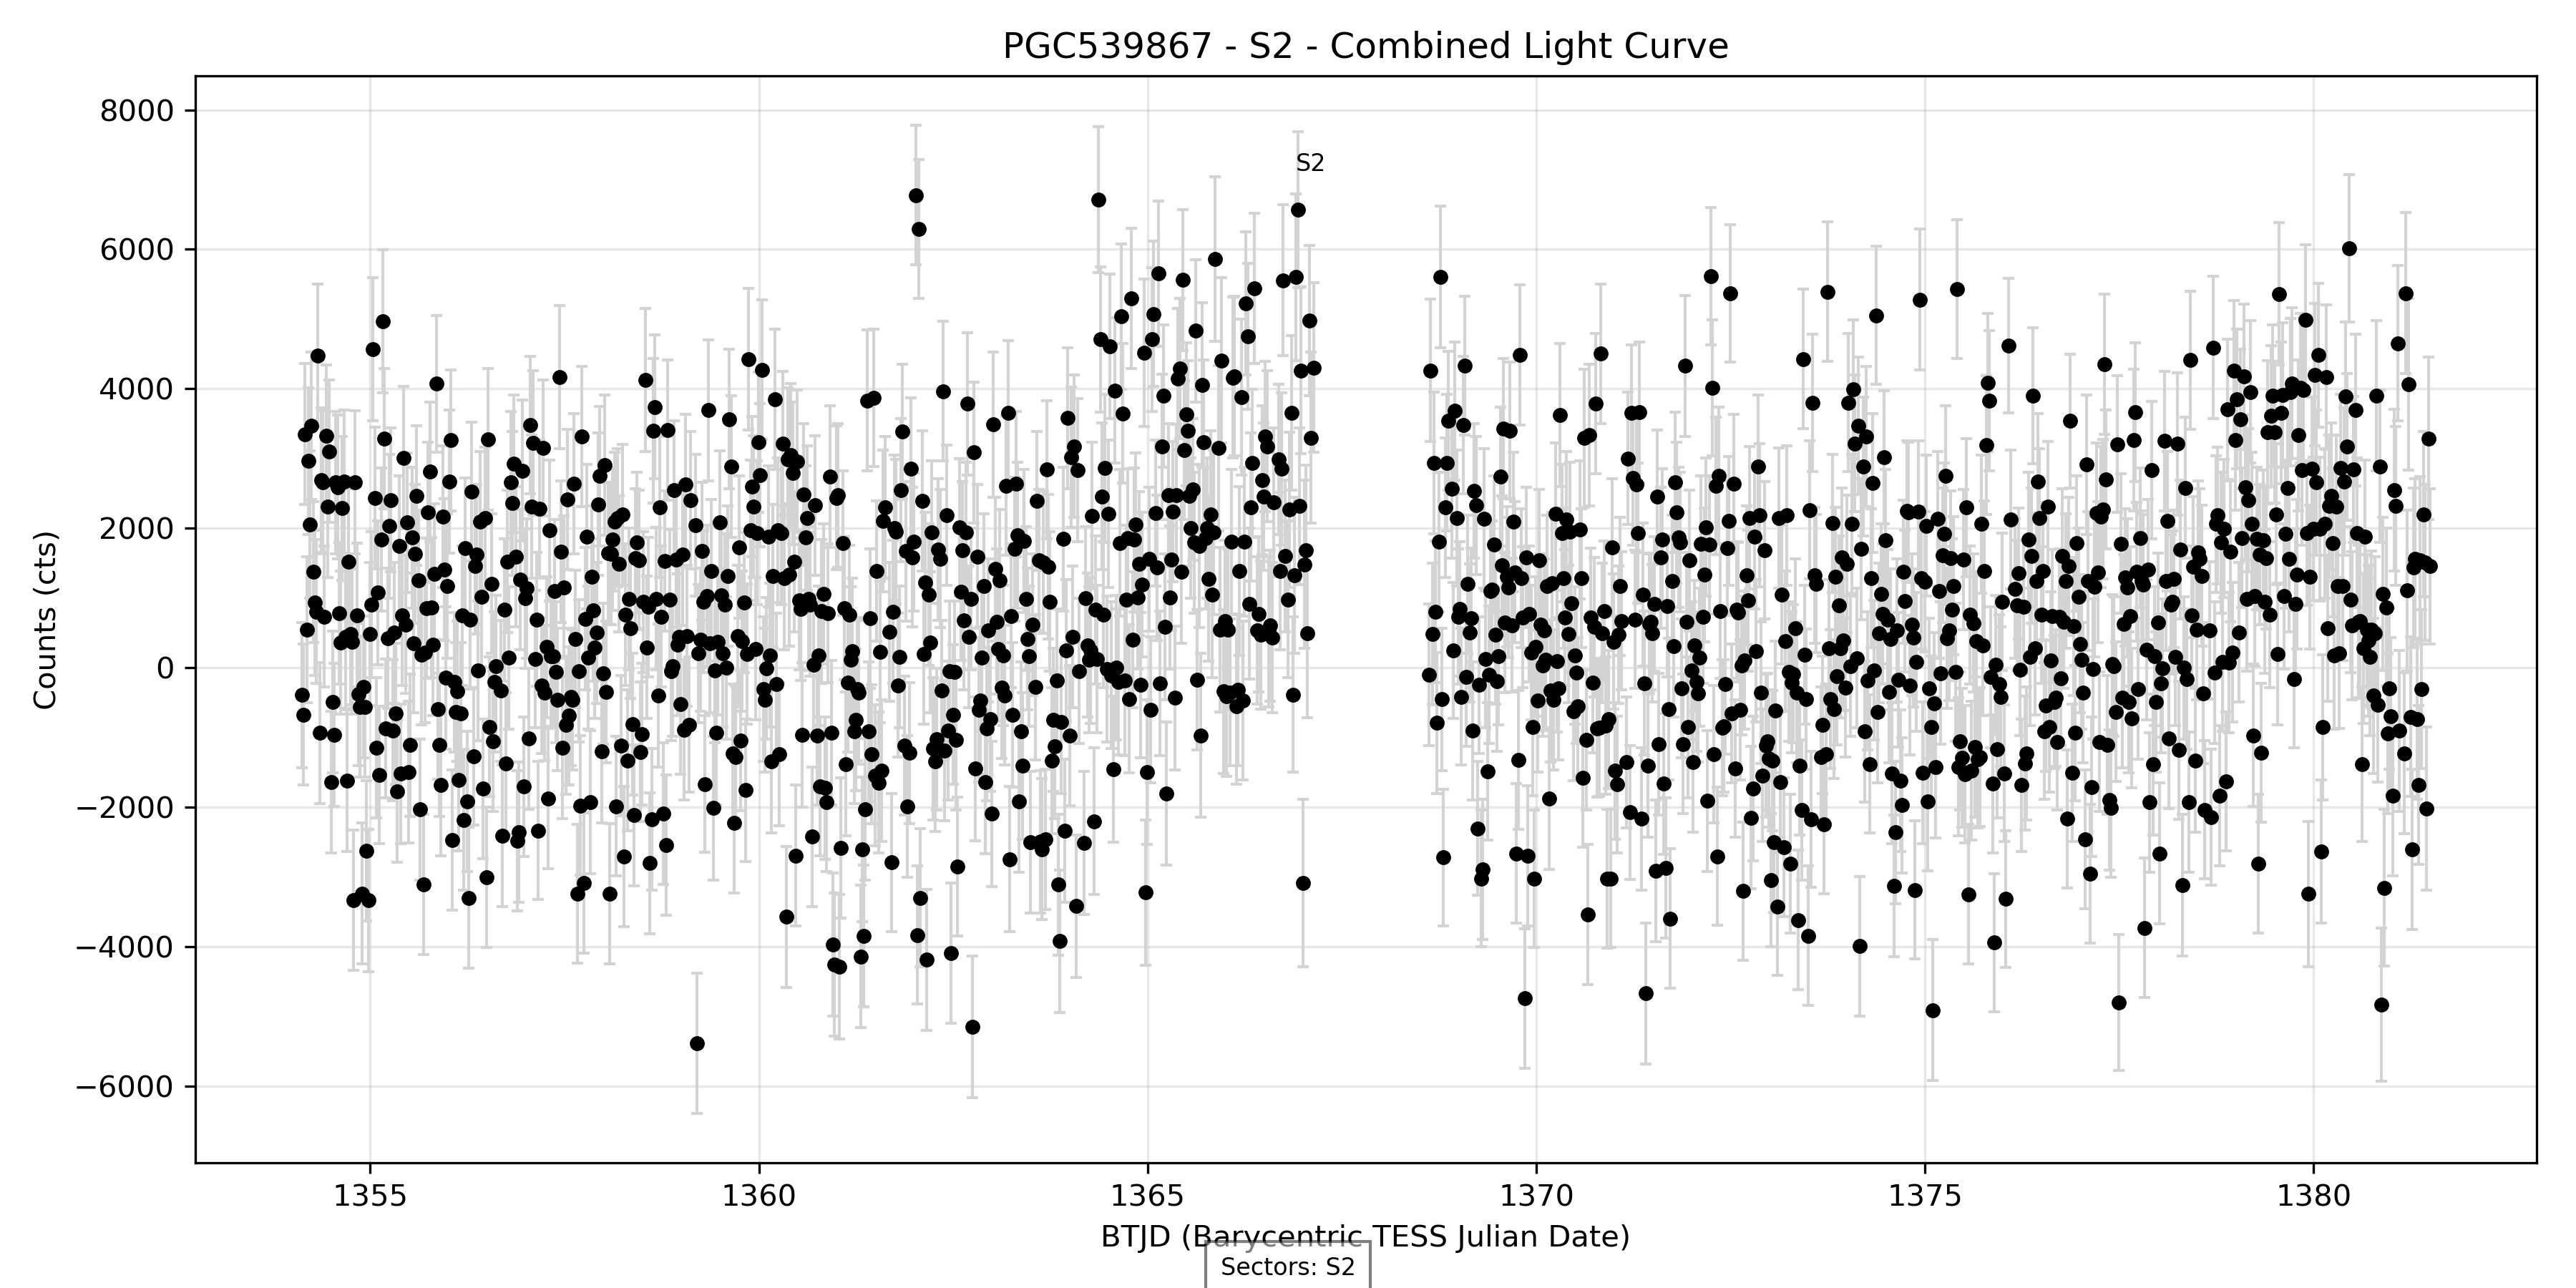 PGC539867 - S2 - Combined Light Curve
8000
6000
4000
2000
0
−2000
−4000
−6000
Counts (cts)
S2
1355
1360
1365
1370
1375
1380
BTJD (Barycentric TESS Julian Date)
Sectors: S2